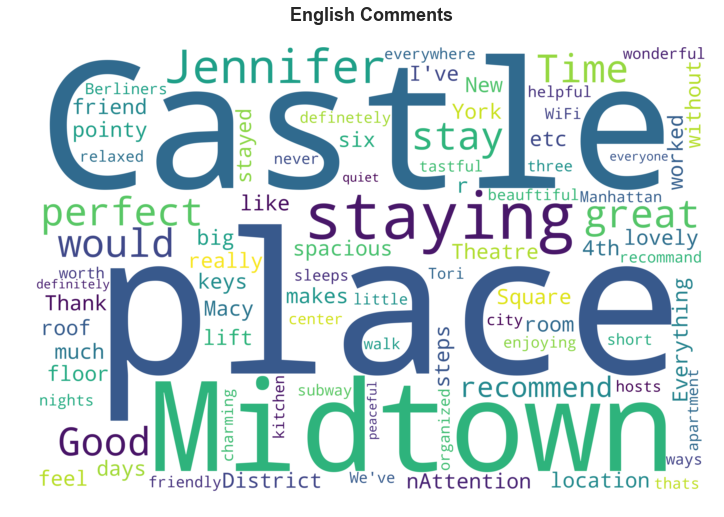 English Comments
Castle
place
Midtown
staying
Jennifer
Time
stay
perfect
great
would
Good
recommend
everywhere
wonderful
I've
New
York
helpful
WiFi
without
Berliners
friend
pointy
relaxed
stayed
definetely
six
never
quiet
tastful
etc
three
everyone
worked
r
beauftiful
Manhattan
like
big
really
spacious
Theatre
4th
lovely
recommand
worth
definitely
Thank
keys
Macy
sleeps
makes
little
Tori
Square
city
room
Everything
roof
much
floor
lift
center
walk
enjoying
short
steps
nights
charming
kitchen
subway
peaceful
organized
hosts
apartment
feel
days
friendly
District
We've
nAttention
location
ways
thats